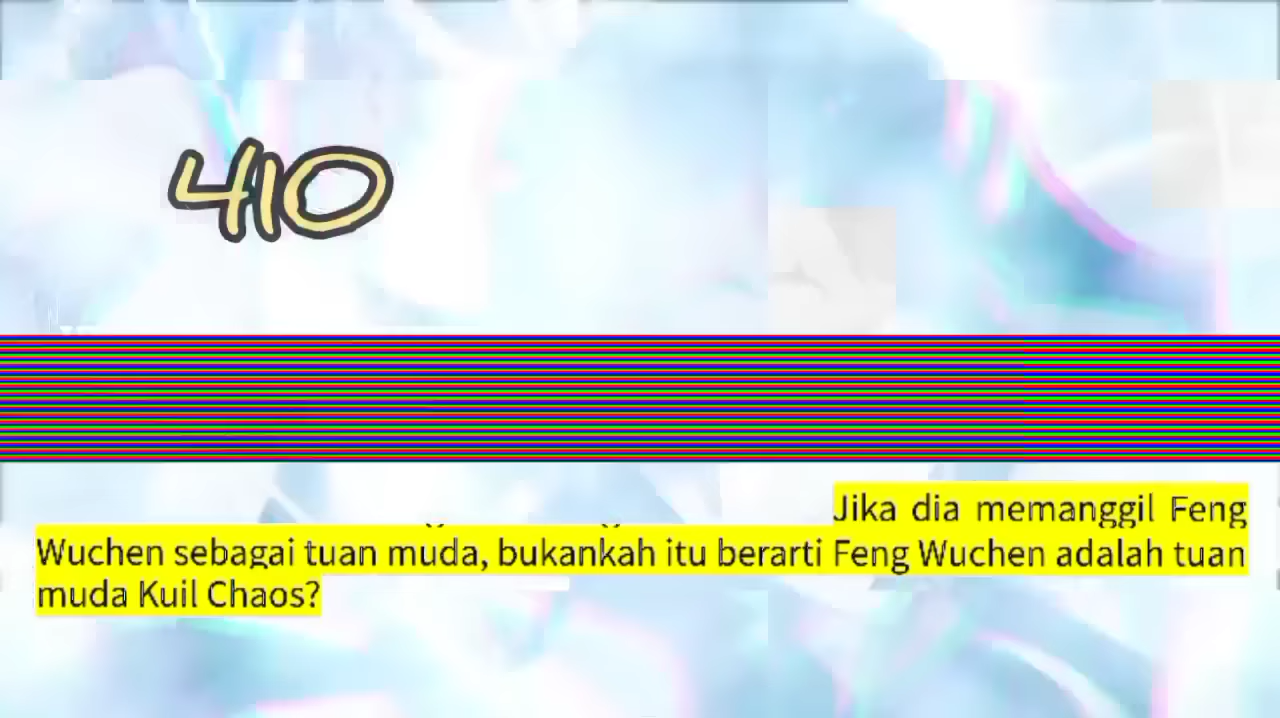 410
Jika dia memanggil Feng
Wuchen sebagai tuan muda, bukankah itu berarti Feng Wuchen adalah tuan
muda Kuil Chaos?